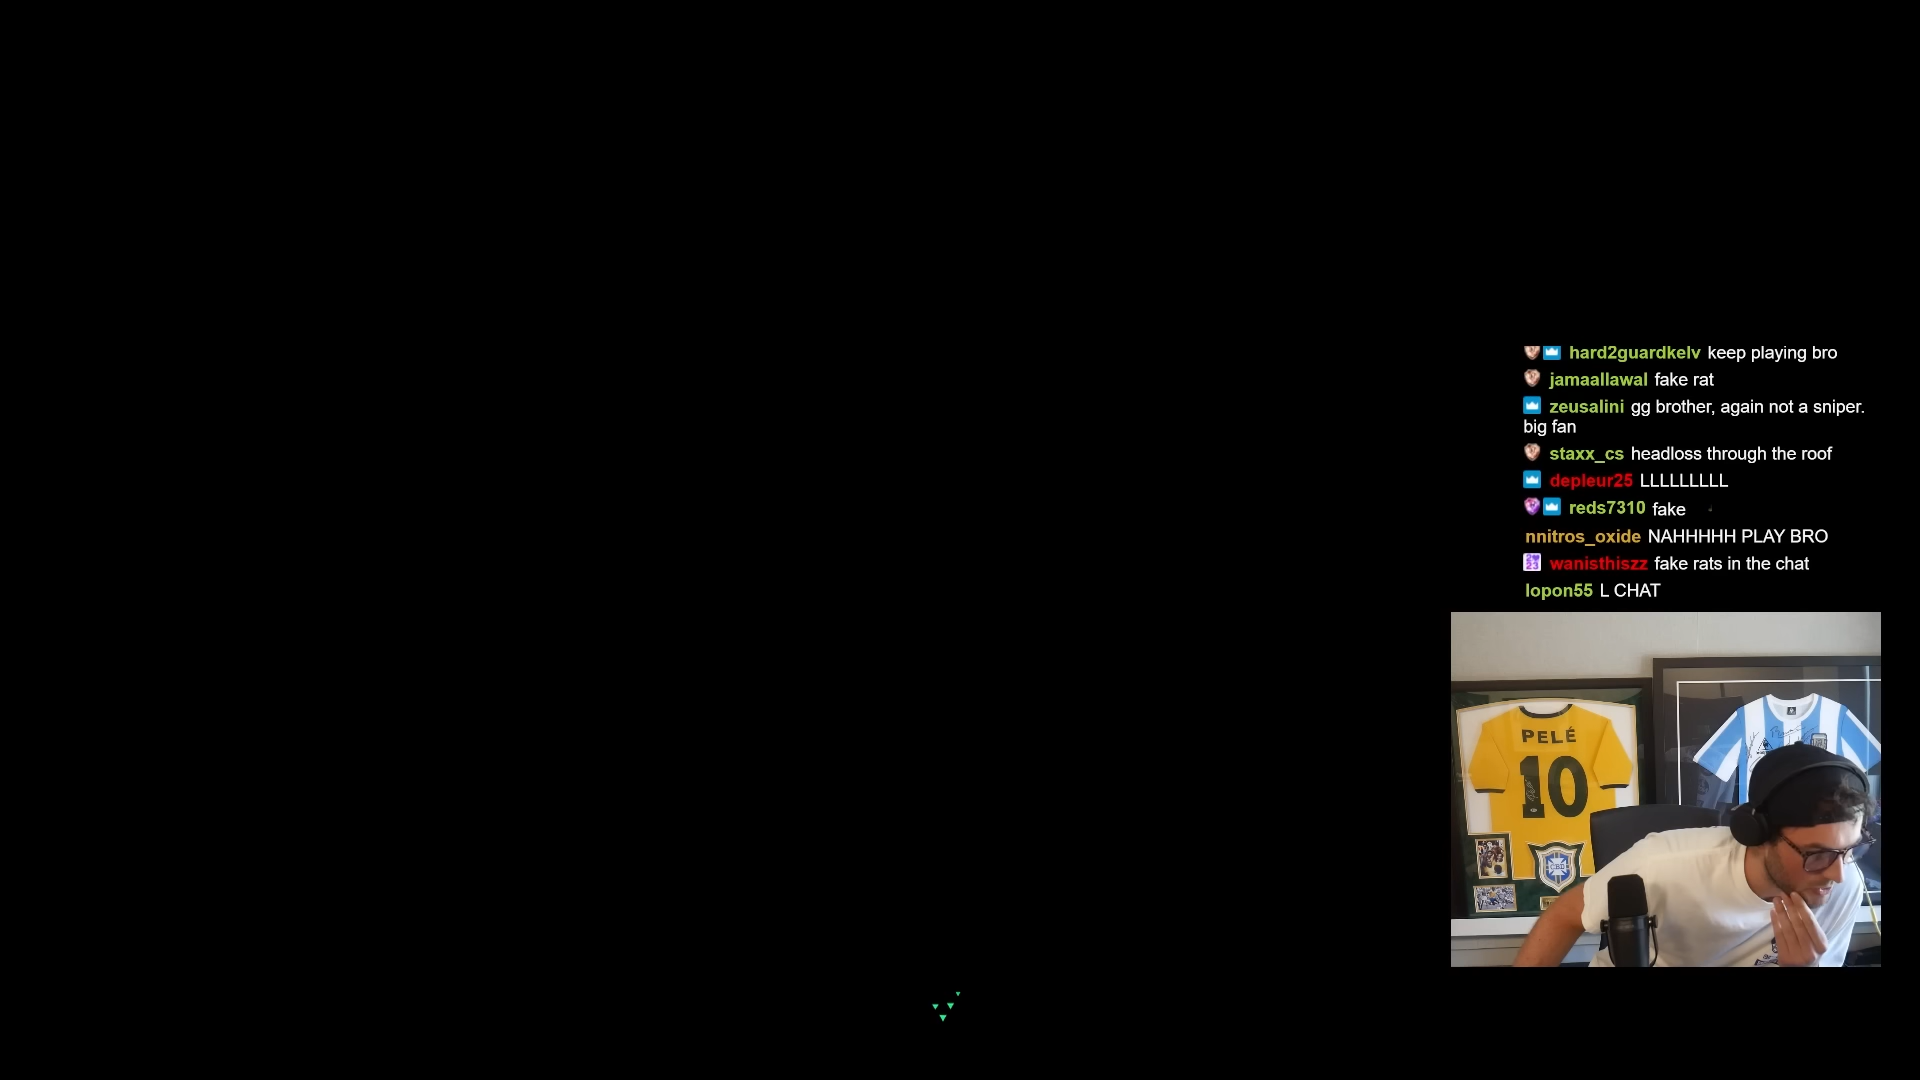 hard2guardkelv keep playing bro
jamaallawal fake rat
zeusalini gg brother, again not a sniper.
big fan
staxx_cs headloss through the roof
depleur25 LLLLLLLLL
reds7310 fake
nnitros_oxide NAHHHHH PLAY BRO
wanisthiszz fake rats in the chat
lopon55 L CHAT
PELÉ
10